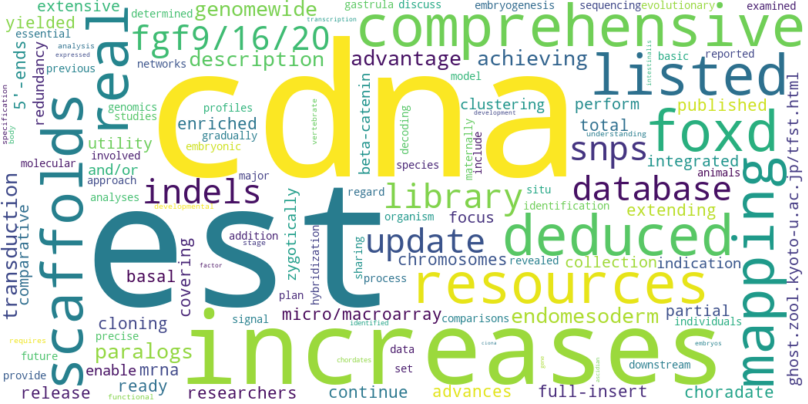 extensive
genomewide
determined
gastrula
discuss
embryogenesis
sequencing
evolutionary
examined
transcription
yielded
real
fgf9/16/20
comprehensive
essential
analysis
expressed
description
advantage
achieving
listed
basic
reported
5'-ends
redundancy
previous
networks
cdna
model
intestinalis
specification
body
scaffolds
genomics
studies
profiles
vertebrate
beta-catenin
decoding
clustering
perform
published
development
utility
enriched
gradually
species
maternally
include
total
understanding
foxd
molecular
involved
and/or
embryonic
snps
integrated
animals
approach
major
regard
situ
identification
database
mapping
transduction
comparative
analyses
indels
est
zygotically
library
organism
focus
extending
developmental
addition
stage
hybridization
sharing
update
deduced
collection
indication
covering
basal
factor
process
chromosomes
revealed
resources
plan
micro/macroarray
comparisons
endomesoderm
partial
individuals
cloning
signal
increases
requires
precise
paralogs
identified
chordates
data
ciona
gene
ascidian
embryos
downstream
future
enable
mrna
set
provide
ready
functional
release
researchers
continue
advances
full-insert
choradate
ghost.zool.kyoto-u.ac.jp/tfst.html